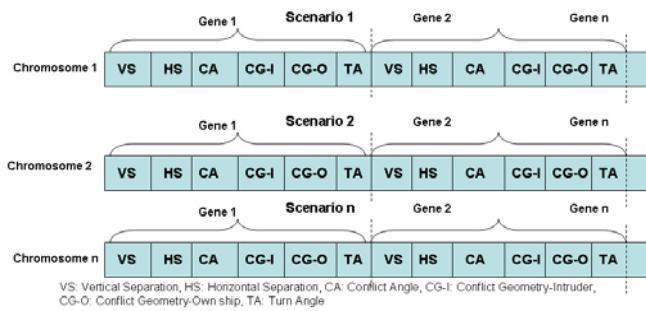 Gene 1 Scenario 1 Gene 2 Gene n
Chromosome 1 VS HS CA CG-I CG-O TA VS HS CA CG-I CG-O TA
Gene 1 Scenario 2 Gene 2 Gene n
Chromosome 2 VS HS CA CG-I CG-O TA VS HS CA CG-I CG-O TA
Gene 1 Scenario n Gene 2 Gene n
Chromosome n VS HS CA CG-I CG-O TA VS HS CA CG-I CG-O TA
VS: Vertical Separation, HS: Horizontal Separation, CA: Conflict Angle, CG-I: Conflict Geometry-Intruder,
CG-O: Conflict Geometry-Own ship, TA: Turn Angle